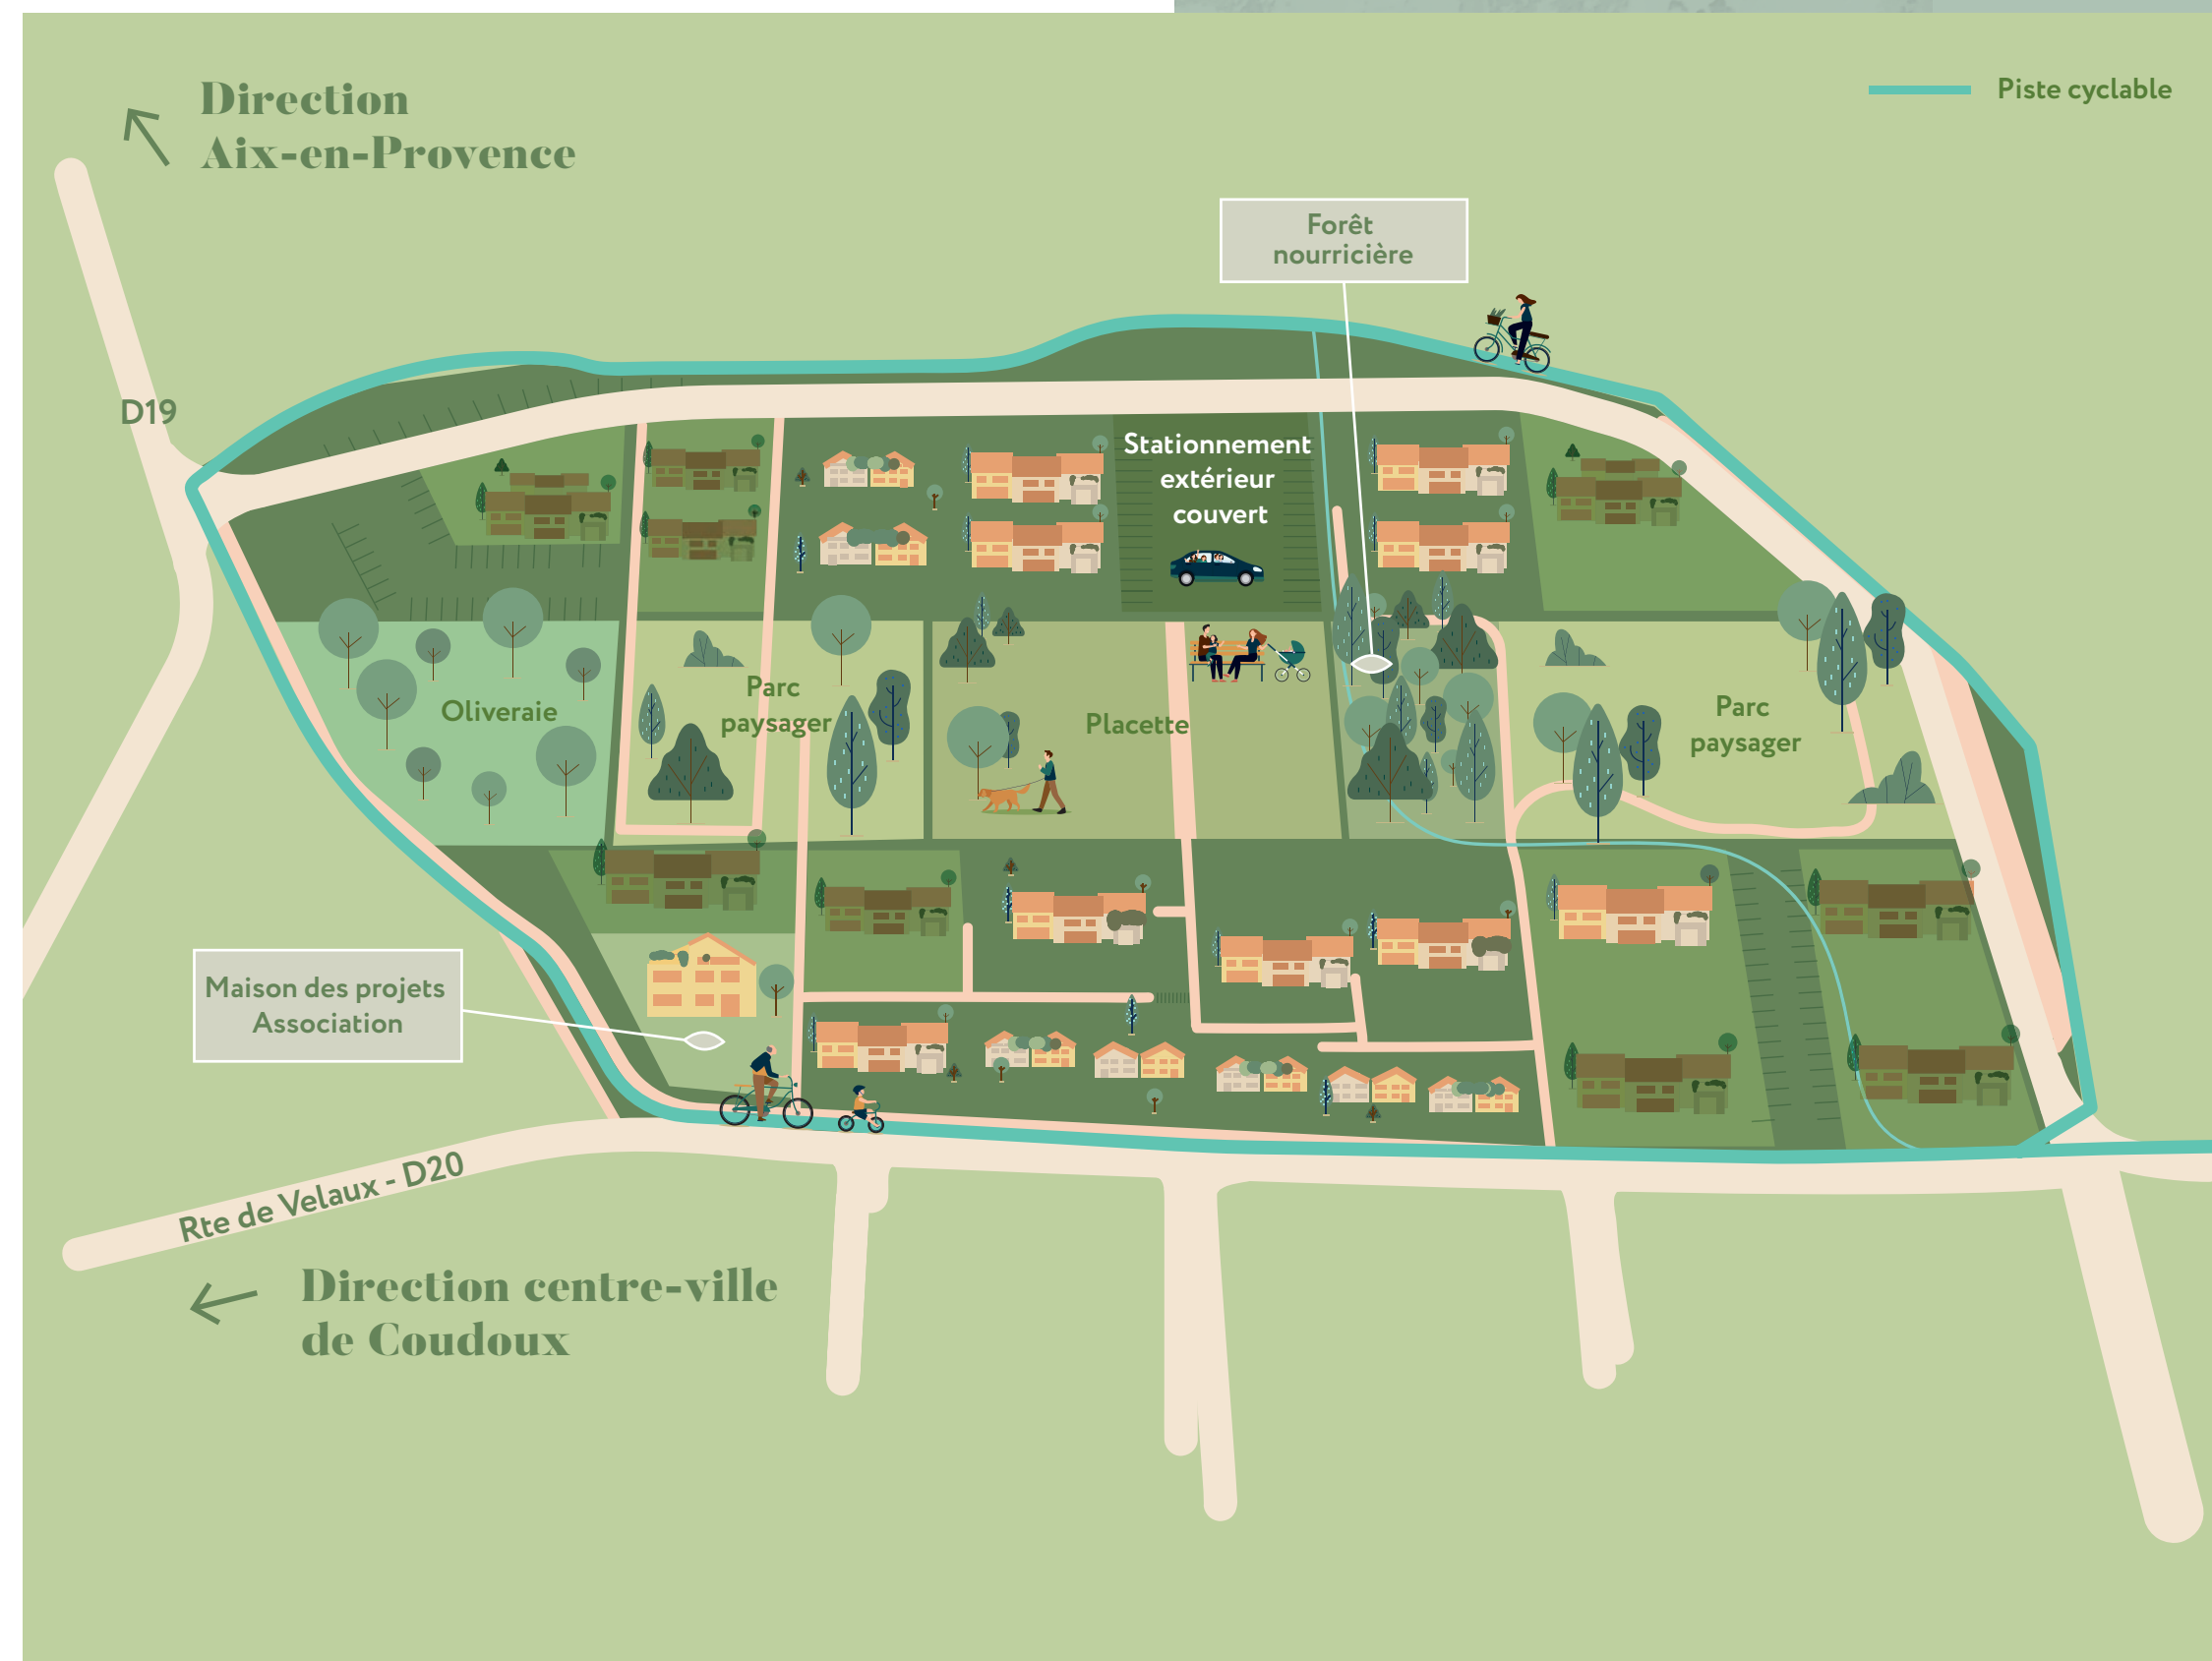 Direction
Aix-en-Provence
Piste cyclable
Forêt
nourricière
D19
Stationnement
extérieur
couvert
Oliveraie
Parc
paysager
Placette
Parc
paysager
Maison des projets
Association
Rte de Velaux - D20
Direction centre-ville
de Coudoux